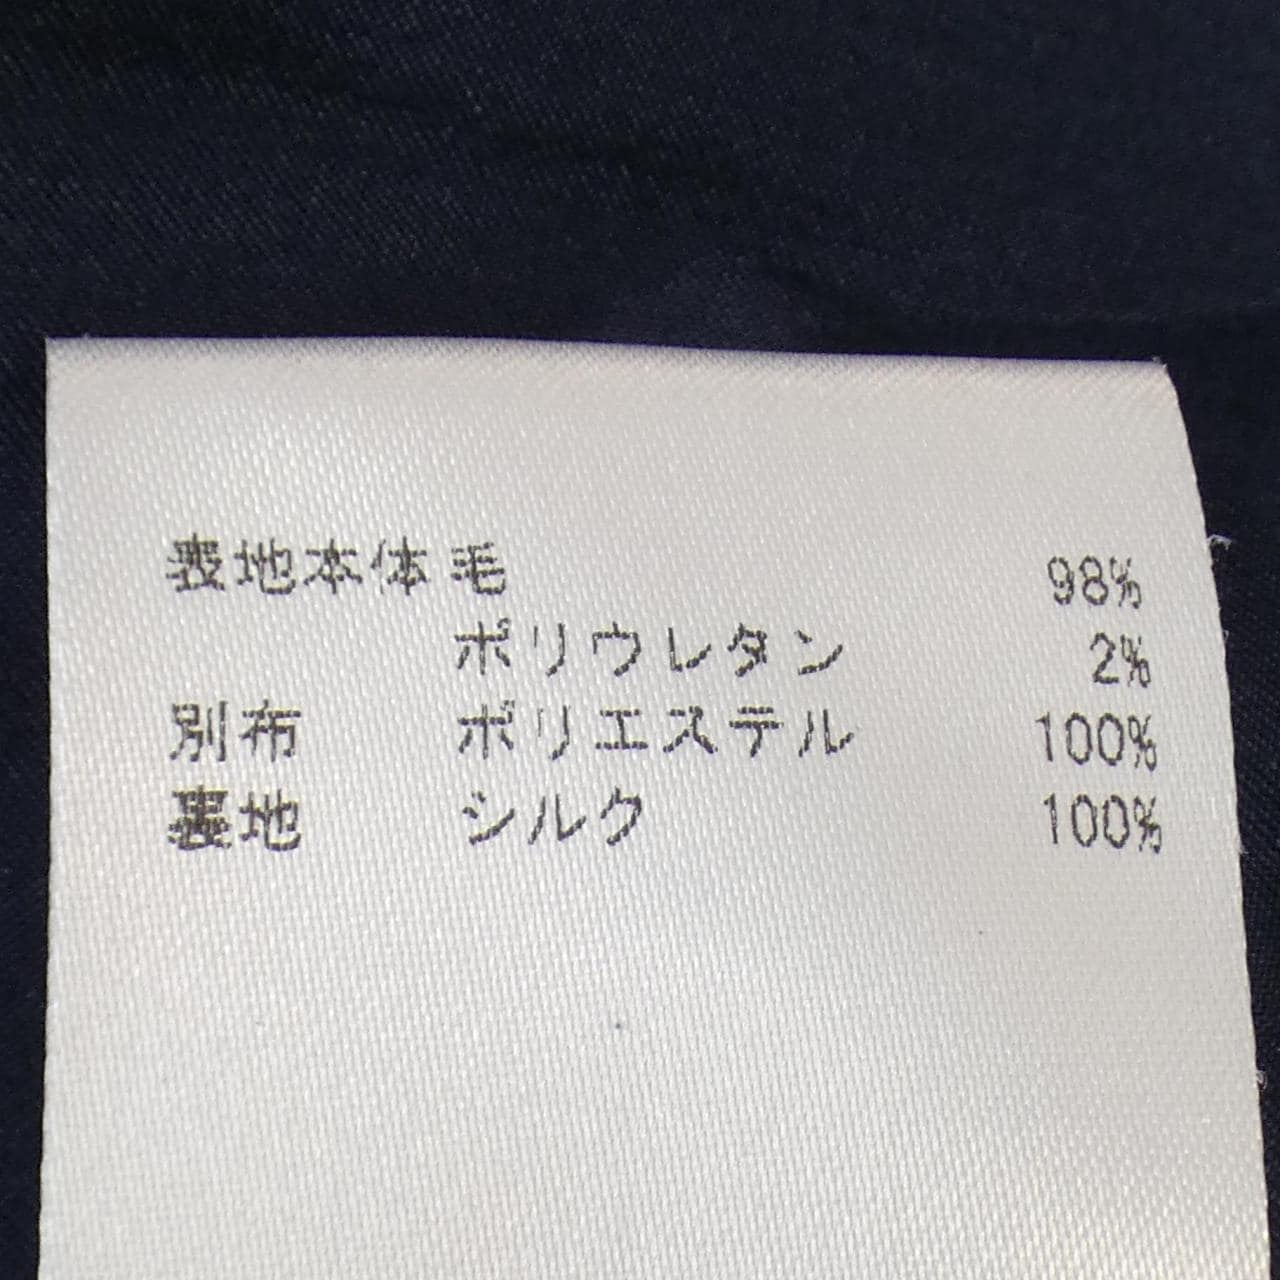 表地本体 毛 98%
ポリウレタン 2%
別布 ポリエステル 100%
裏地 シルク 100%